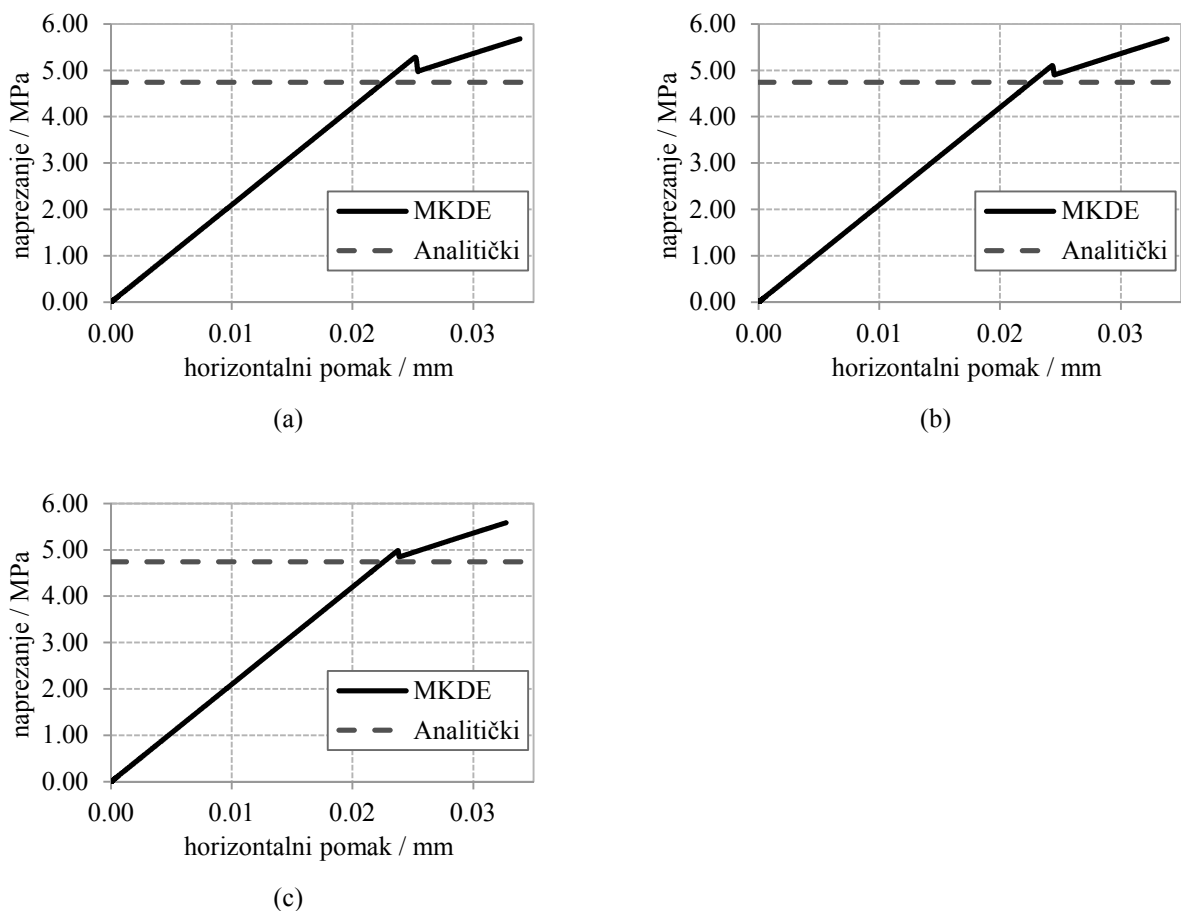 6.00
5.00
4.00
3.00
2.00
1.00
0.00
naprezanje / MPa
MKDE
Analitički
0.00 0.01 0.02 0.03
horizontalni pomak / mm
(a)
6.00
5.00
4.00
3.00
2.00
1.00
0.00
naprezanje / MPa
MKDE
Analitički
0.00 0.01 0.02 0.03
horizontalni pomak / mm
(b)
6.00
5.00
4.00
3.00
2.00
1.00
0.00
naprezanje / MPa
MKDE
Analitički
0.00 0.01 0.02 0.03
horizontalni pomak / mm
(c)